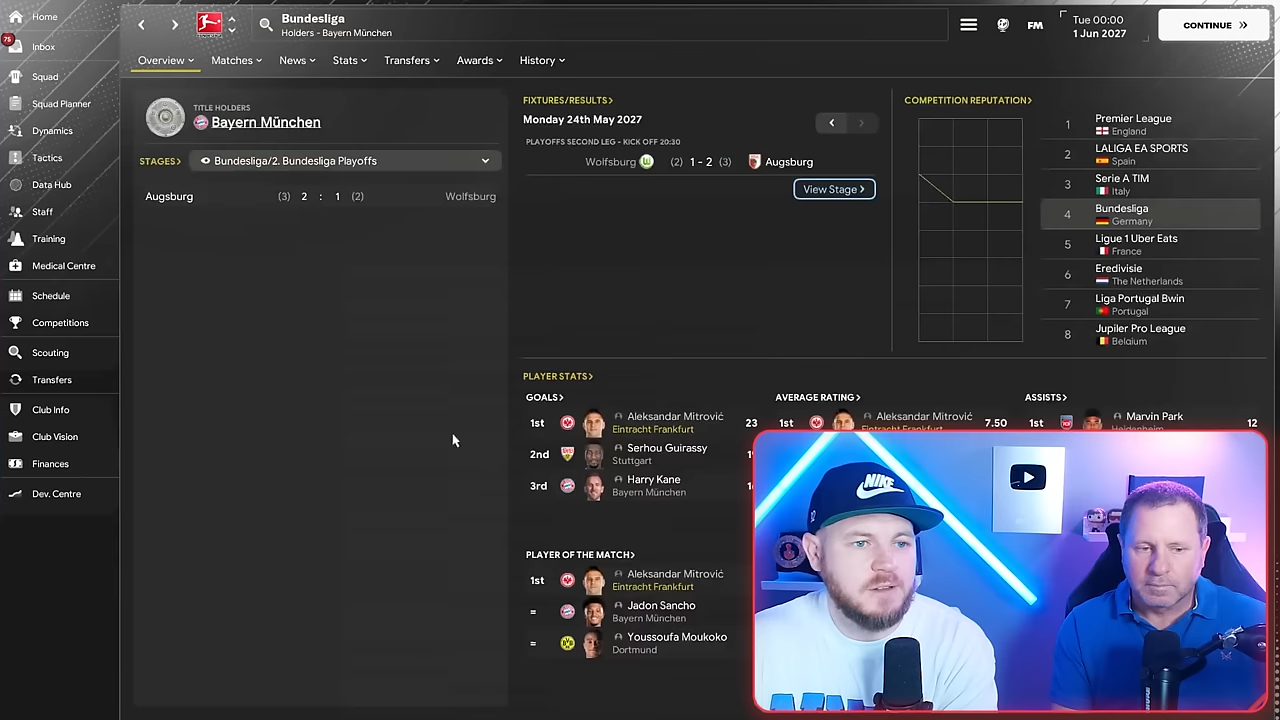 Home
75
Inbox
Squad
Squad Planner
Dynamics
Tactics
Data Hub
Staff
Training
Medical Centre
Schedule
Competitions
Scouting
Transfers
Club Info
Club Vision
Finances
Dev. Centre
Bundesliga
Holders - Bayern München
FM
Tue 00:00
1 Jun 2027
CONTINUE
Overview
Matches
News
Stats
Transfers
Awards
History
TITLE HOLDERS
Bayern München
STAGES>
Bundesliga/2. Bundesliga Playoffs
Augsburg (3) 2 : 1 (2) Wolfsburg
FIXTURES/RESULTS>
Monday 24th May 2027
PLAYOFFS SECOND LEG - KICK OFF 20:30
Wolfsburg (2) 1 - 2 (3) Augsburg
View Stage >
COMPETITION REPUTATION>
1 Premier League
England
2 LALIGA EA SPORTS
Spain
3 Serie A TIM
Italy
4 Bundesliga
Germany
5 Ligue 1 Uber Eats
France
6 Eredivisie
The Netherlands
7 Liga Portugal Bwin
Portugal
8 Jupiler Pro League
Belgium
PLAYER STATS>
GOALS>
1st Aleksandar Mitrović 23
Eintracht Frankfurt
2nd Serhou Guirassy
Stuttgart
3rd Harry Kane
Bayern München
AVERAGE RATING>
1st Aleksandar Mitrović 7.50
Eintracht Frankfurt
ASSISTS>
1st Marvin Park 12
Heidenheim
PLAYER OF THE MATCH>
1st Aleksandar Mitrović
Eintracht Frankfurt
= Jadon Sancho
Bayern München
= Youssoufa Moukoko
Dortmund
NIKE